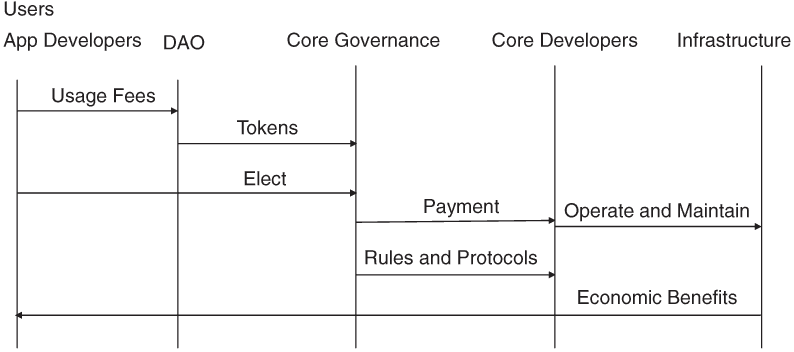 Users
App Developers
DAO
Core Governance
Core Developers
Infrastructure
Usage Fees
Tokens
Elect
Payment
Operate and Maintain
Rules and Protocols
Economic Benefits